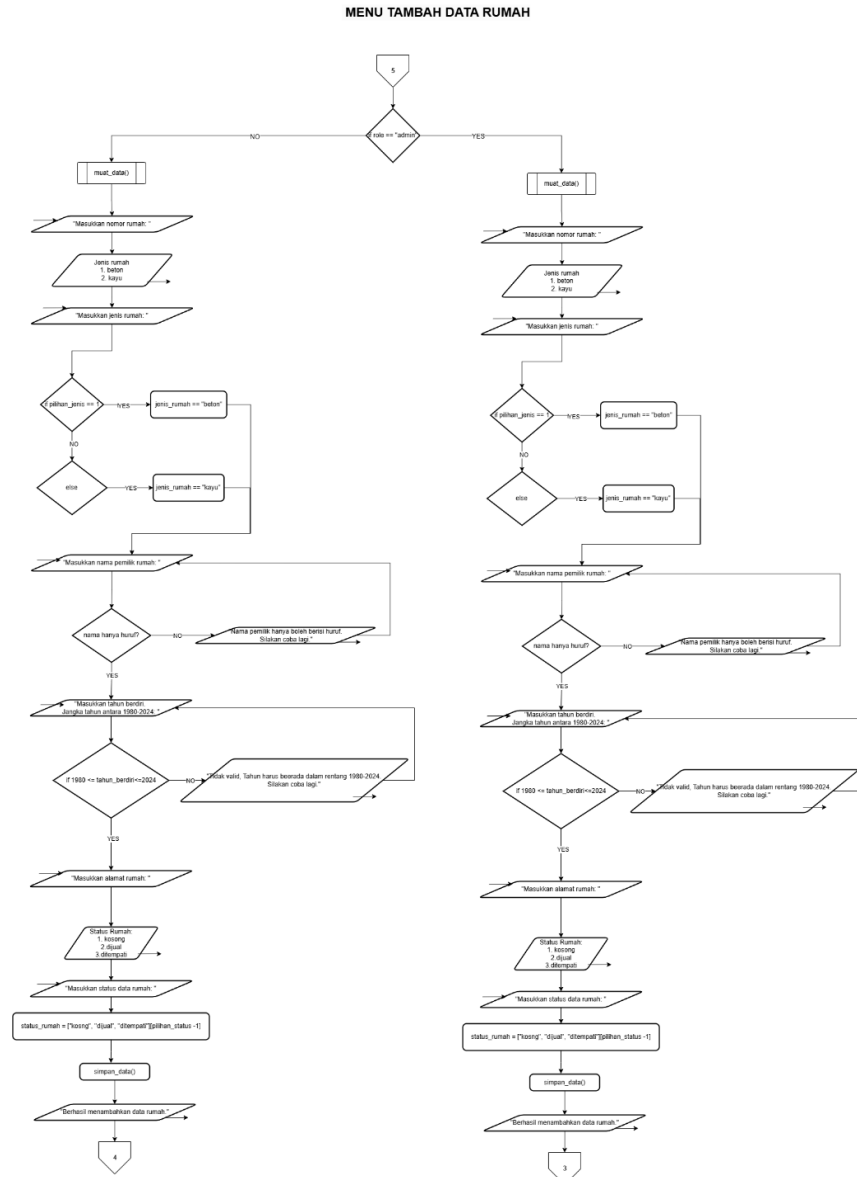 MENU TAMBAH DATA RUMAH
5
if role == "admin"
NO
YES
muat_data()
"Masukkan nomor rumah: "
Jenis rumah
1. beton
2. kayu
"Masukkan jenis rumah: "
if pilihan_jenis == 1
YES
jenis_rumah == "beton"
NO
else
YES
jenis_rumah == "kayu"
"Masukkan nama pemilik rumah: "
nama hanya huruf?
NO
"Nama pemilik hanya boleh berisi huruf.
Silakan coba lagi."
YES
"Masukkan tahun berdiri.
Jangka tahun antara 1980-2024: "
if 1980 <= tahun_berdiri<=2024
NO
"Tidak valid, Tahun harus beorada dalam rentang 1980-2024.
Silakan coba lagi."
YES
"Masukkan alamat rumah: "
Status Rumah:
1. kosong
2.dijual
3.ditempati
"Masukkan status data rumah: "
status_rumah = ["kosng", "dijual", "ditempati"][pilihan_status -1]
simpan_data()
"Berhasil menambahkan data rumah."
4
muat_data()
"Masukkan nomor rumah: "
Jenis rumah
1. beton
2. kayu
"Masukkan jenis rumah: "
if pilihan_jenis == 1
YES
jenis_rumah == "beton"
NO
else
YES
jenis_rumah == "kayu"
"Masukkan nama pemilik rumah: "
nama hanya huruf?
NO
"Nama pemilik hanya boleh berisi huruf.
Silakan coba lagi."
YES
"Masukkan tahun berdiri.
Jangka tahun antara 1980-2024: "
if 1980 <= tahun_berdiri<=2024
NO
"Tidak valid, Tahun harus beorada dalam rentang 1980-2024.
Silakan coba lagi."
YES
"Masukkan alamat rumah: "
Status Rumah:
1. kosong
2.dijual
3.ditempati
"Masukkan status data rumah: "
status_rumah = ["kosng", "dijual", "ditempati"][pilihan_status -1]
simpan_data()
"Berhasil menambahkan data rumah."
3